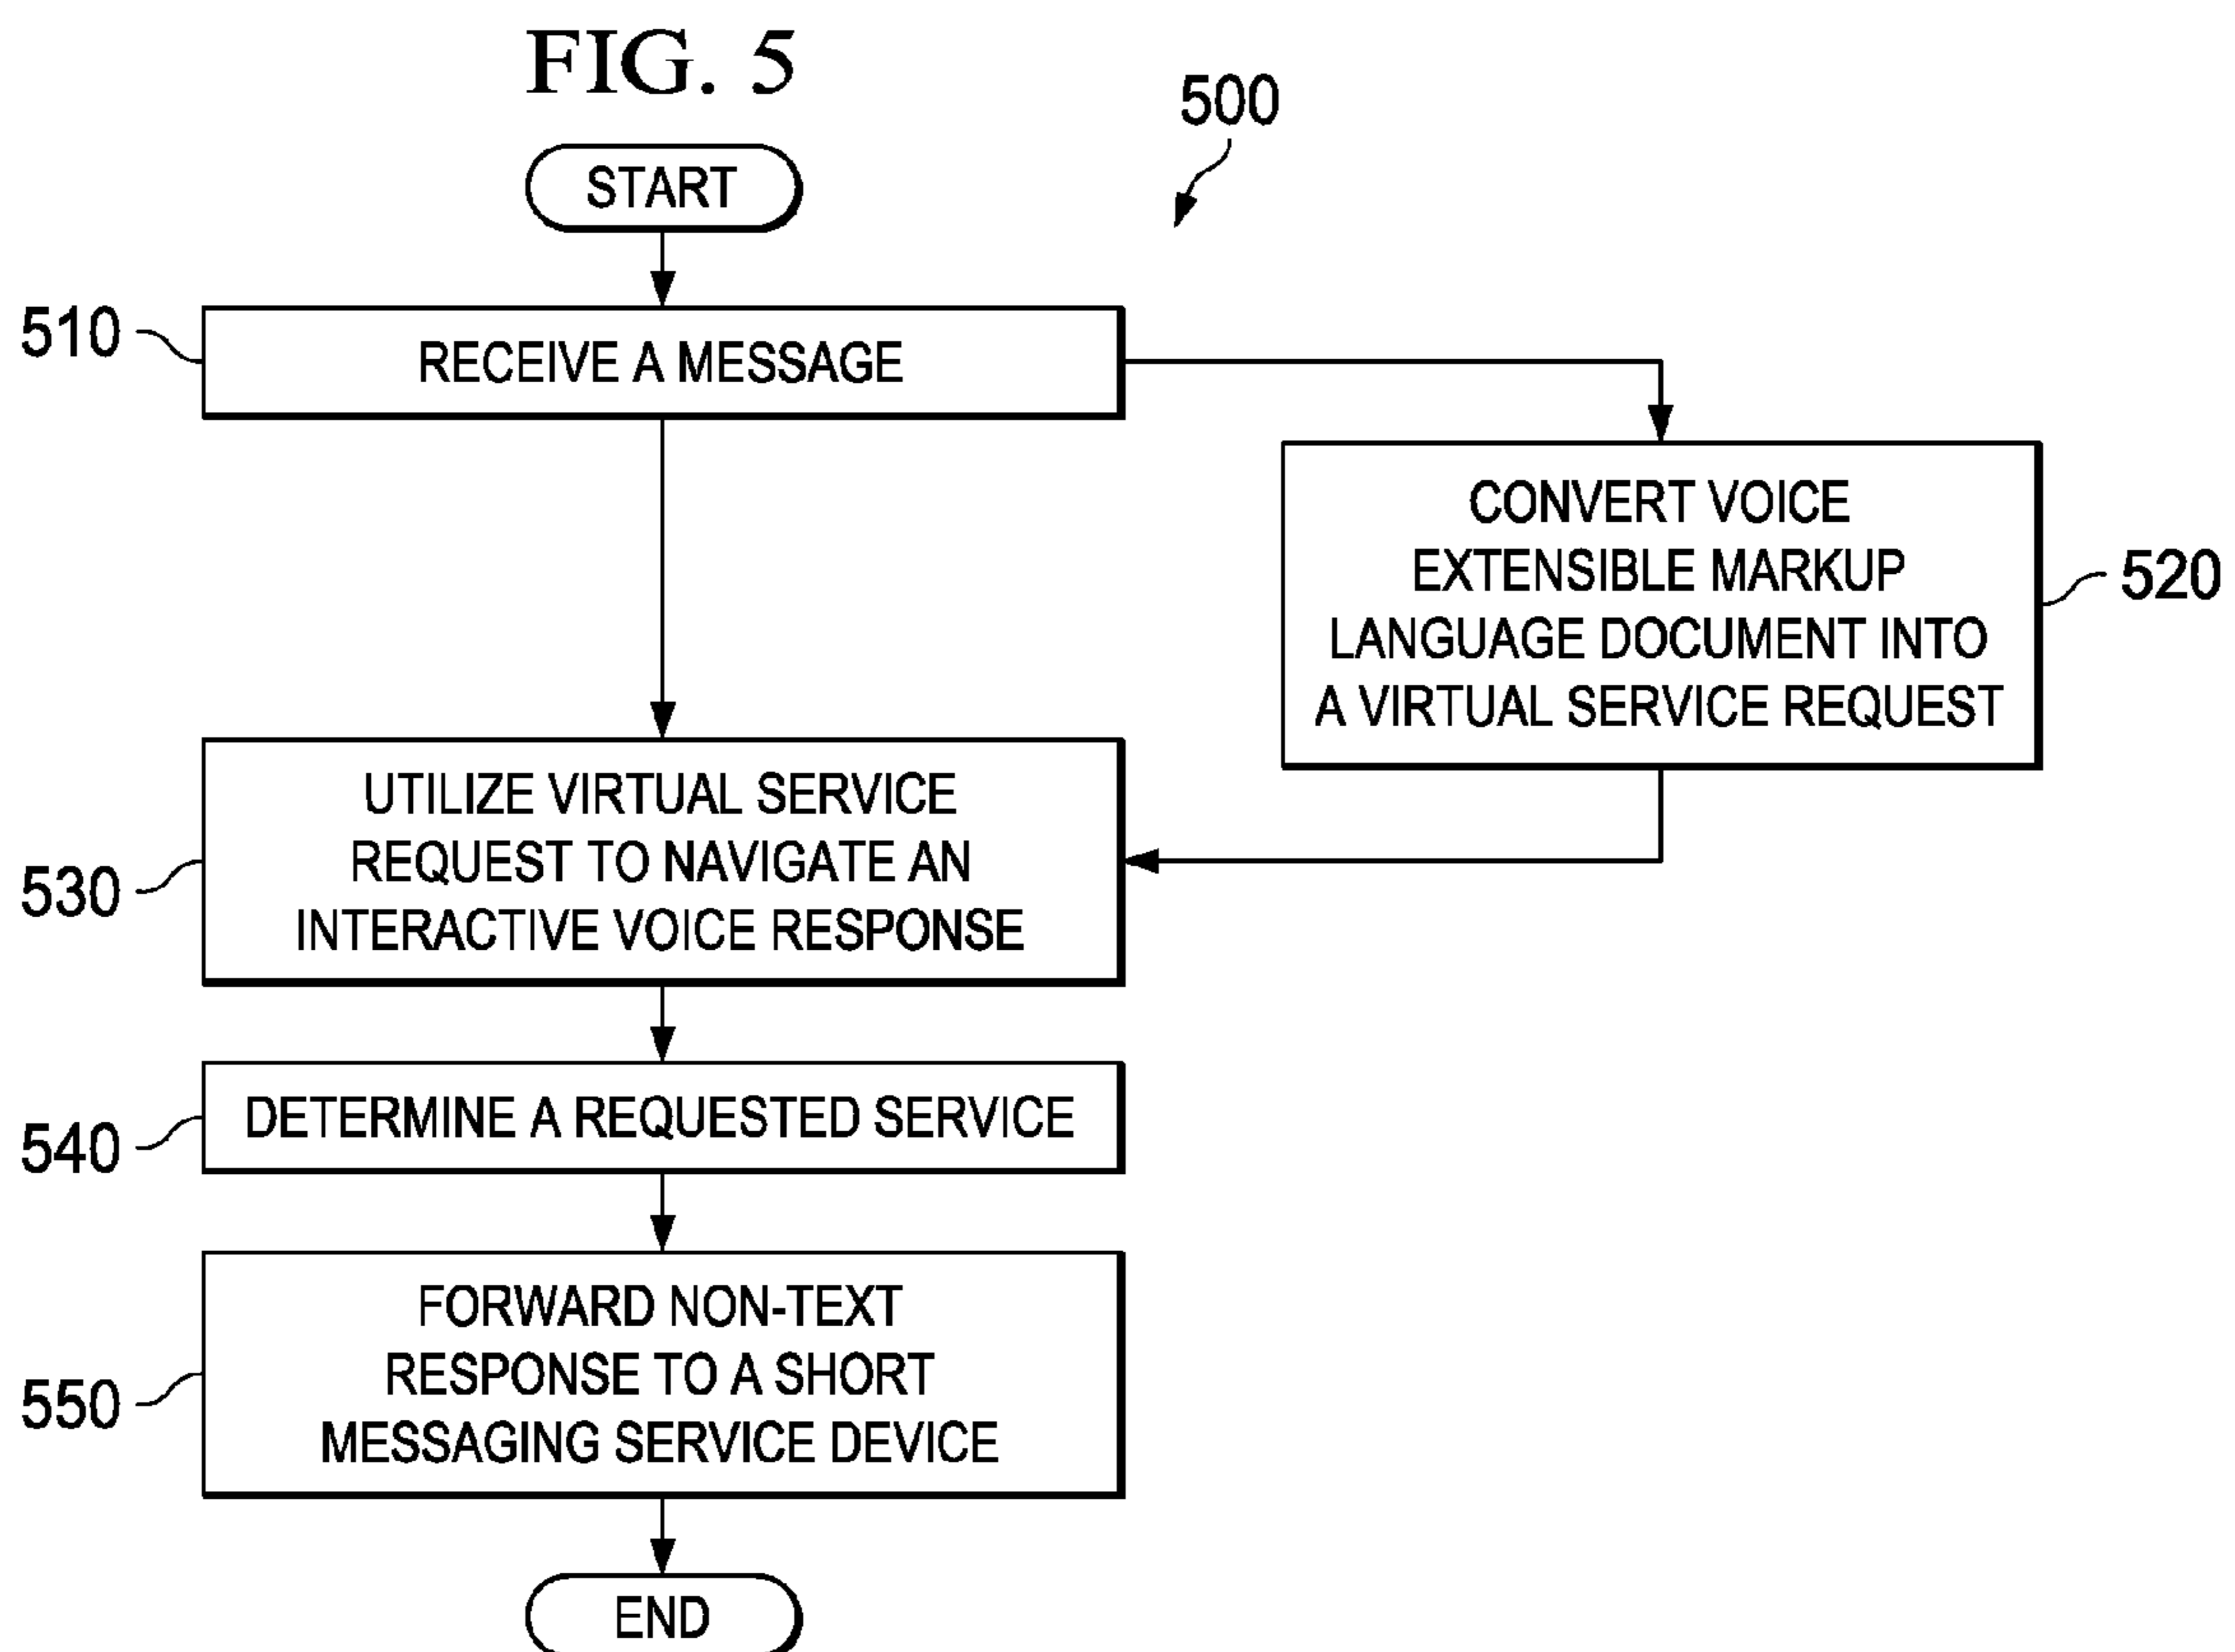 FIG. 5
500
START
510
RECEIVE A MESSAGE
CONVERT VOICE
EXTENSIBLE MARKUP
LANGUAGE DOCUMENT INTO
A VIRTUAL SERVICE REQUEST
520
UTILIZE VIRTUAL SERVICE
REQUEST TO NAVIGATE AN
INTERACTIVE VOICE RESPONSE
530
DETERMINE A REQUESTED SERVICE
540
FORWARD NON-TEXT
RESPONSE TO A SHORT
MESSAGING SERVICE DEVICE
550
END